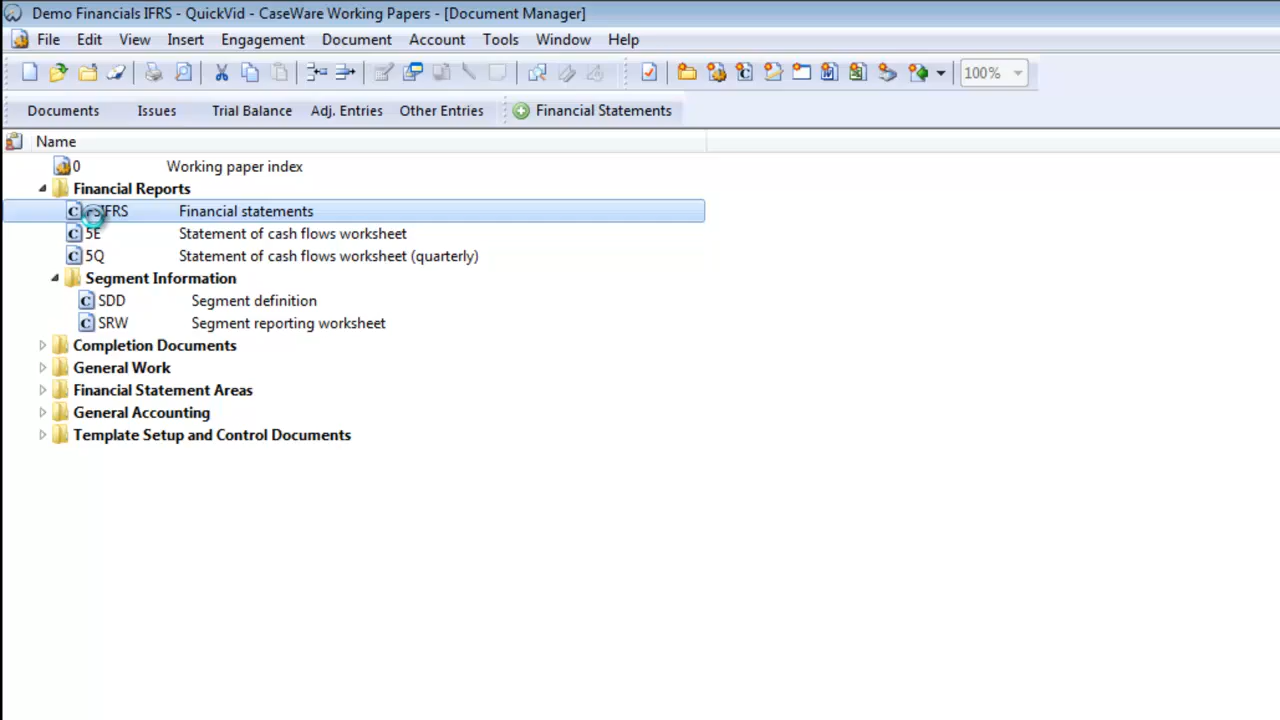 Demo Financials IFRS - QuickVid - CaseWare Working Papers - [Document Manager]
File Edit View Insert Engagement Document Account Tools Window Help
100%
Documents Issues Trial Balance Adj. Entries Other Entries Financial Statements
Name
0 Working paper index
Financial Reports
Financial statements
5E Statement of cash flows worksheet
5Q Statement of cash flows worksheet (quarterly)
Segment Information
SDD Segment definition
SRW Segment reporting worksheet
Completion Documents
General Work
Financial Statement Areas
General Accounting
Template Setup and Control Documents